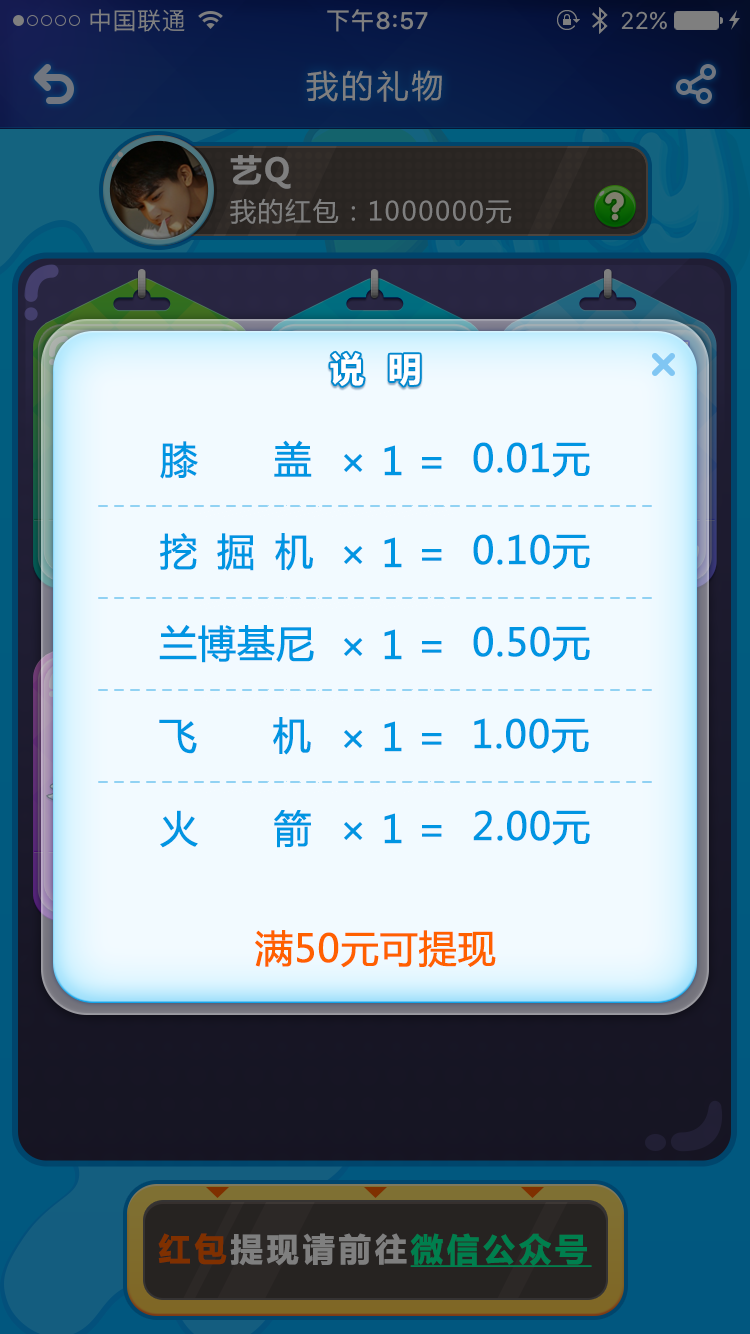 中国联通 下午8:57 22%
我的礼物
艺Q
我的红包：1000000元
?
说 明
膝 盖 × 1 = 0.01元
挖 掘 机 × 1 = 0.10元
兰博基尼 × 1 = 0.50元
飞 机 × 1 = 1.00元
火 箭 × 1 = 2.00元
满50元可提现
红包提现请前往微信公众号